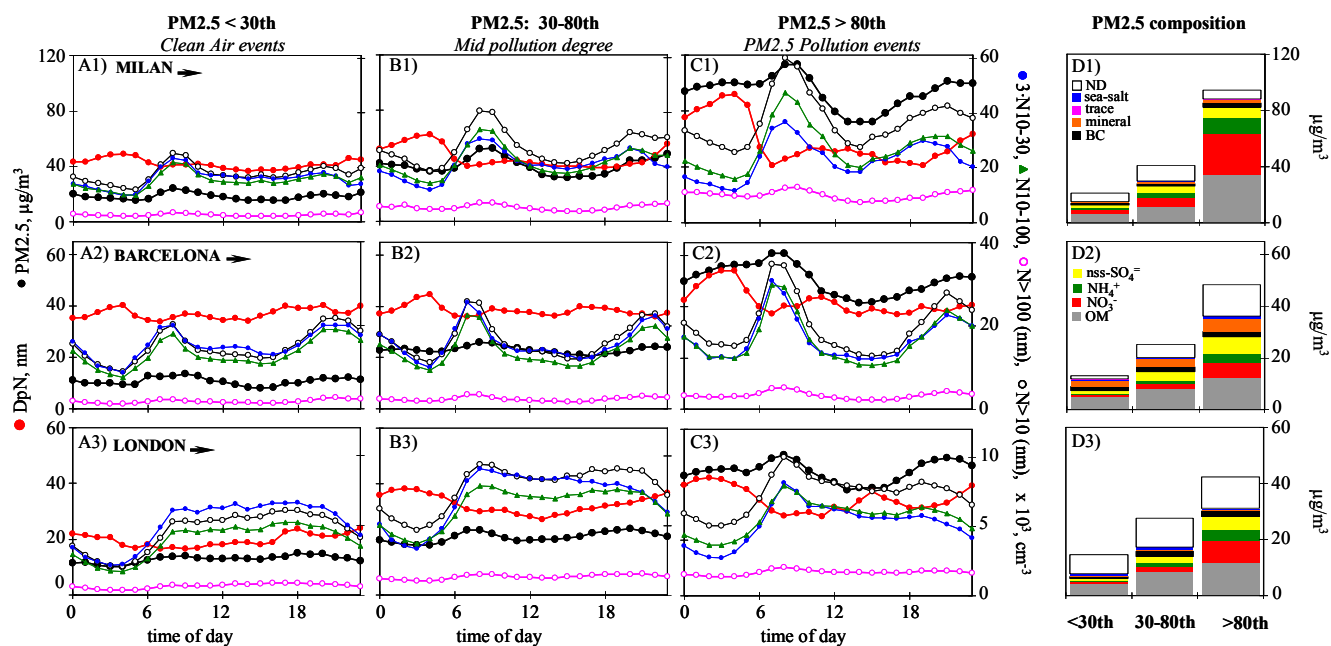 PM2.5 < 30th
Clean Air events
PM2.5: 30-80th
Mid pollution degree
PM2.5 > 80th
PM2.5 Pollution events
PM2.5 composition
A1) MILAN
B1)
C1)
D1)
ND
sea-salt
trace
mineral
BC
A2) BARCELONA
B2)
C2)
D2)
nss-SO₄⁼
NH₄⁺
NO₃⁻
OM
A3) LONDON
B3)
C3)
D3)
120
80
40
0
60
40
20
0
60
40
20
0
60
40
20
0
40
20
0
10
5
0
120
80
40
0
60
40
20
0
60
40
20
0
0 6 12 18
0 6 12 18
0 6 12 18
time of day
time of day
time of day
<30th 30-80th >80th
DpN, nm
PM2.5, µg/m³
3·N10-30, N10-100, N>100 (nm), N>10 (nm), x 10³, cm⁻³
µg/m³
µg/m³
µg/m³